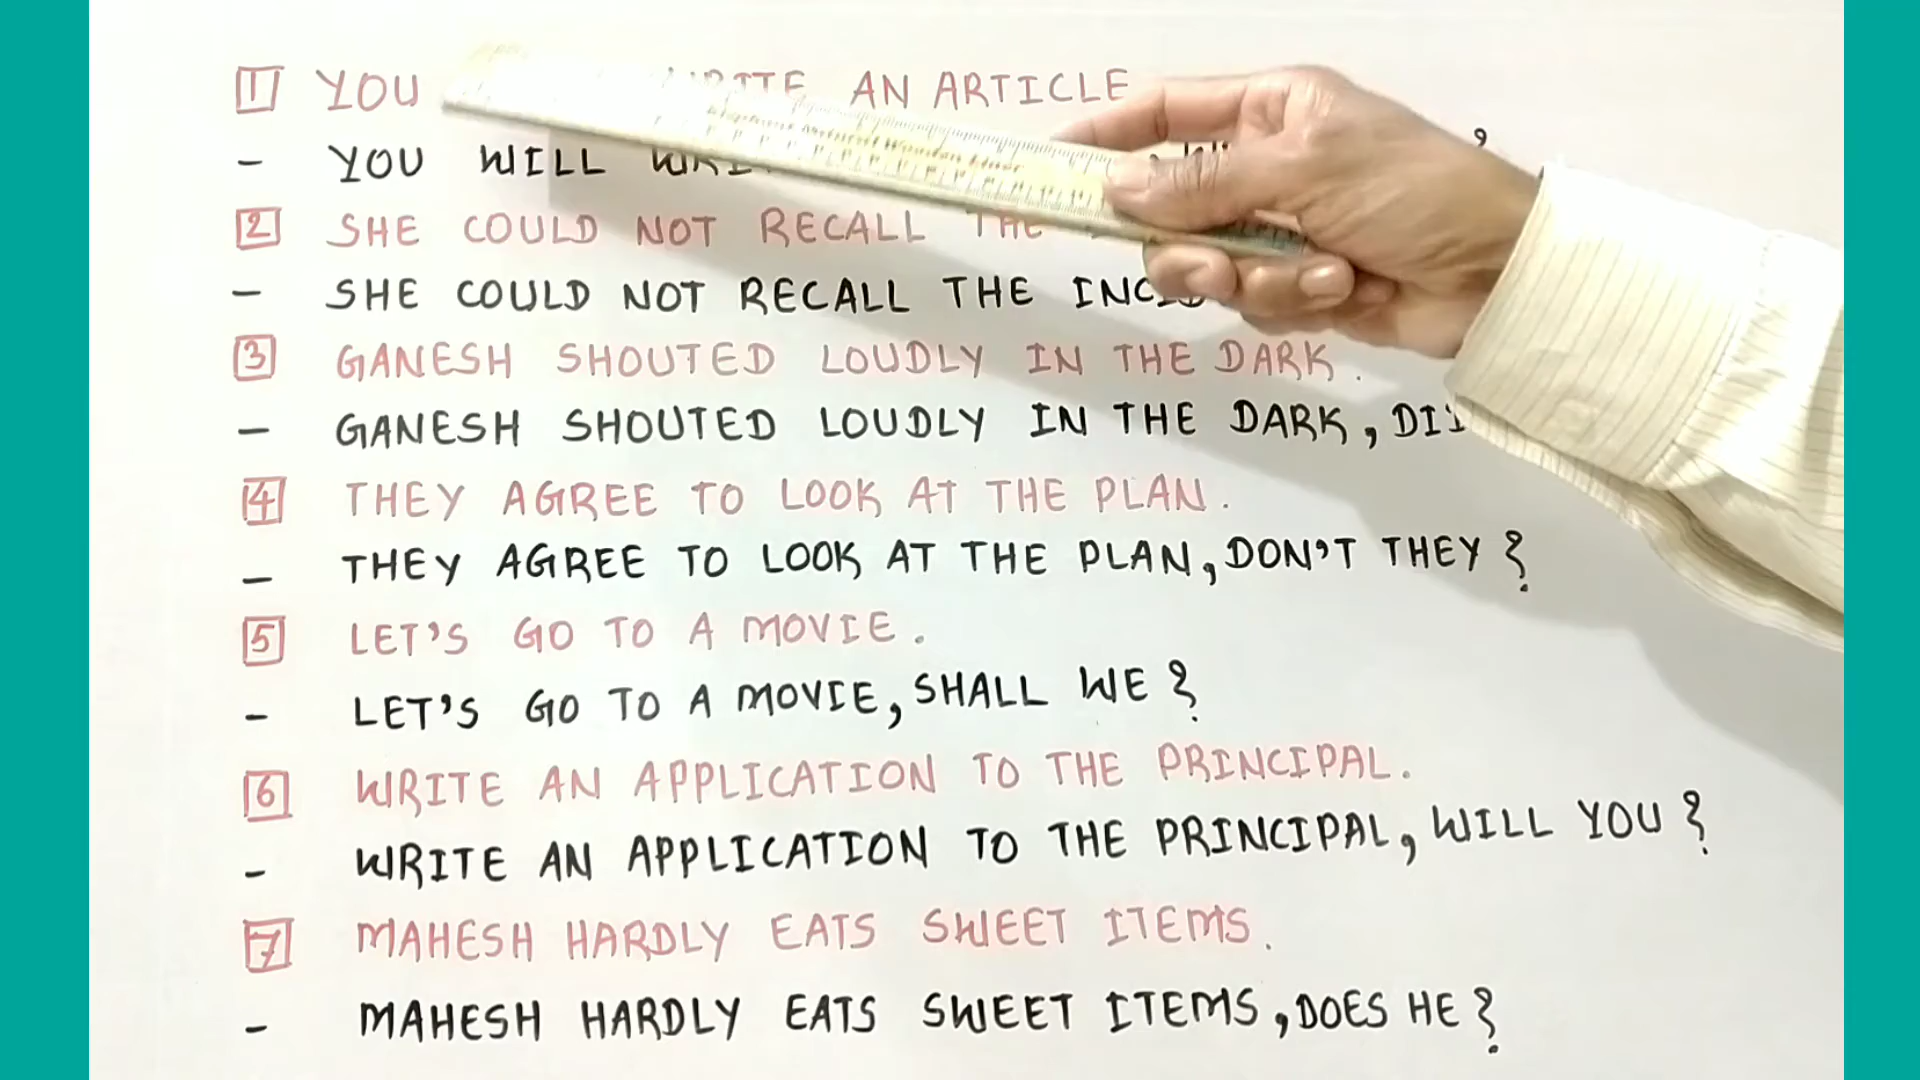 1 YOU AN ARTICLE
- YOU WILL
2 SHE COULD NOT RECALL THE
- SHE COULD NOT RECALL THE
3 GANESH SHOUTED LOUDLY IN THE DARK.
- GANESH SHOUTED LOUDLY IN THE DARK,
4 THEY AGREE TO LOOK AT THE PLAN.
- THEY AGREE TO LOOK AT THE PLAN, DON'T THEY?
5 LET'S GO TO A MOVIE.
- LET'S GO TO A MOVIE, SHALL WE?
6 WRITE AN APPLICATION TO THE PRINCIPAL.
- WRITE AN APPLICATION TO THE PRINCIPAL, WILL YOU?
7 MAHESH HARDLY EATS SWEET ITEMS.
- MAHESH HARDLY EATS SWEET ITEMS, DOES HE?